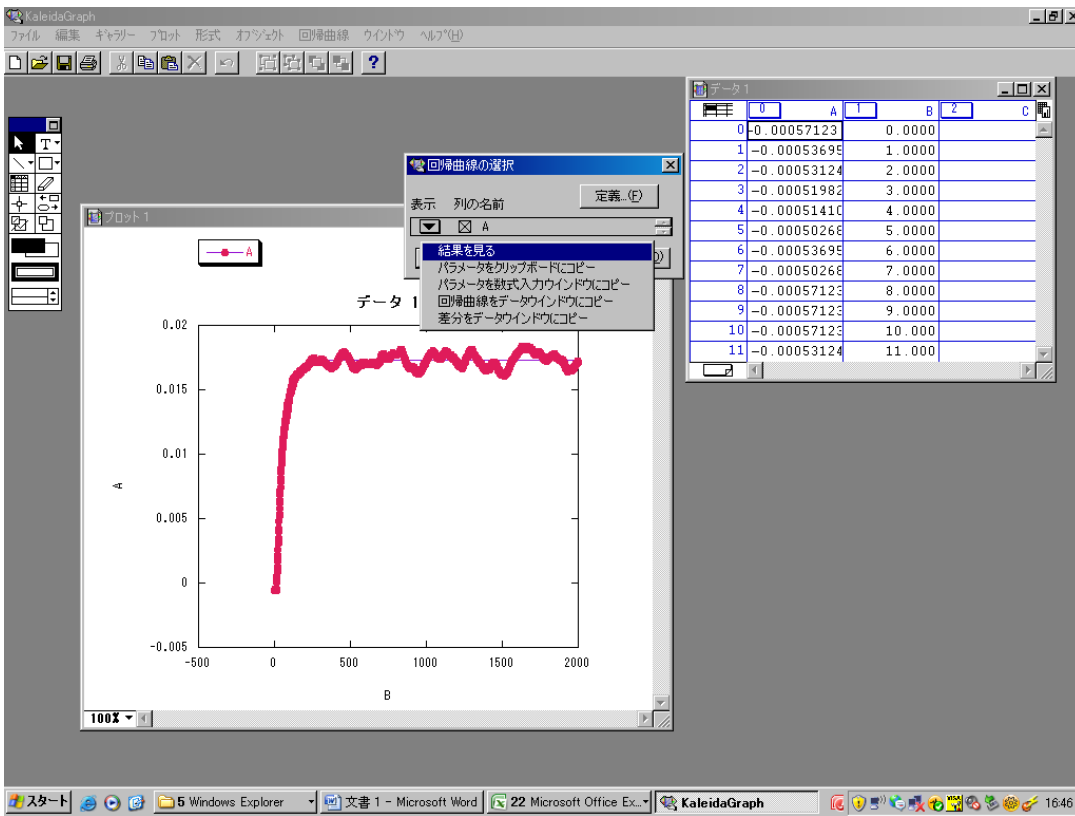 KaleidaGraph
ファイル 編集 ギャラリー プロット 形式 オブジェクト 回帰曲線 ウインドウ ヘルプ(H)
データ 1
0 A 1 B 2 C
0 -0.00057123 0.0000
1 -0.00053695 1.0000
2 -0.00053124 2.0000
3 -0.00051982 3.0000
4 -0.00051410 4.0000
5 -0.00050268 5.0000
6 -0.00053695 6.0000
7 -0.00050268 7.0000
8 -0.00057123 8.0000
9 -0.00057123 9.0000
10 -0.00057123 10.000
11 -0.00053124 11.000
回帰曲線の選択
定義...(F)
表示 列の名前
A
結果を見る
パラメータをクリップボードにコピー
パラメータを数式入力ウインドウにコピー
回帰曲線をデータウインドウにコピー
差分をデータウインドウにコピー
T
プロット 1
A
データ 1
0.02
0.015
0.01
0.005
0
-0.005
A
-500 0 500 1000 1500 2000
B
100%
スタート
5 Windows Explorer
文書 1 - Microsoft Word
22 Microsoft Office Ex...
KaleidaGraph
16:46